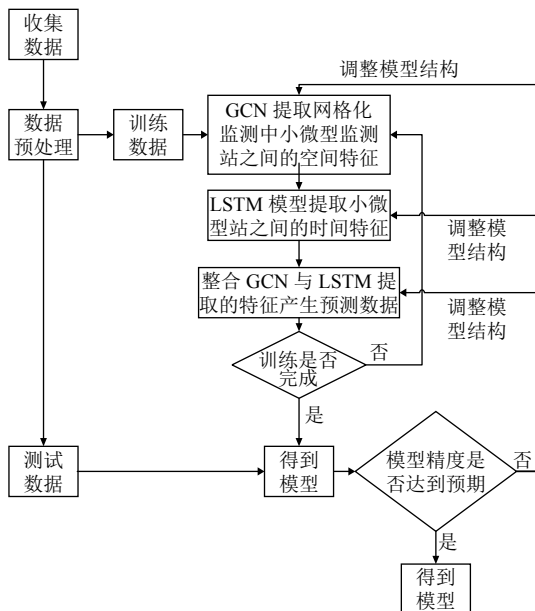 收集
数据
调整模型结构
数据
预处理
训练
数据
GCN 提取网格化
监测中小微型监测
站之间的空间特征
LSTM 模型提取小微
型站之间的时间特征
调整模
型结构
整合 GCN 与 LSTM 提
取的特征产生预测数据
调整模
型结构
训练是否
完成
否
是
测试
数据
得到
模型
模型精度是
否达到预期
否
是
得到
模型